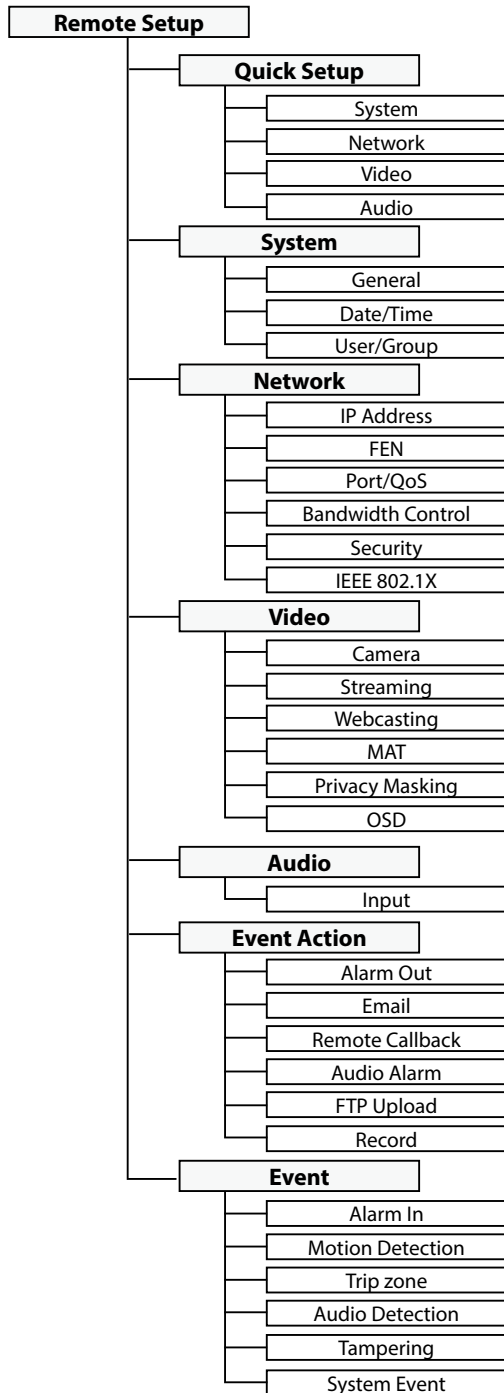 Remote Setup
Quick Setup
System
Network
Video
Audio
System
General
Date/Time
User/Group
Network
IP Address
FEN
Port/QoS
Bandwidth Control
Security
IEEE 802.1X
Video
Camera
Streaming
Webcasting
MAT
Privacy Masking
OSD
Audio
Input
Event Action
Alarm Out
Email
Remote Callback
Audio Alarm
FTP Upload
Record
Event
Alarm In
Motion Detection
Trip zone
Audio Detection
Tampering
System Event